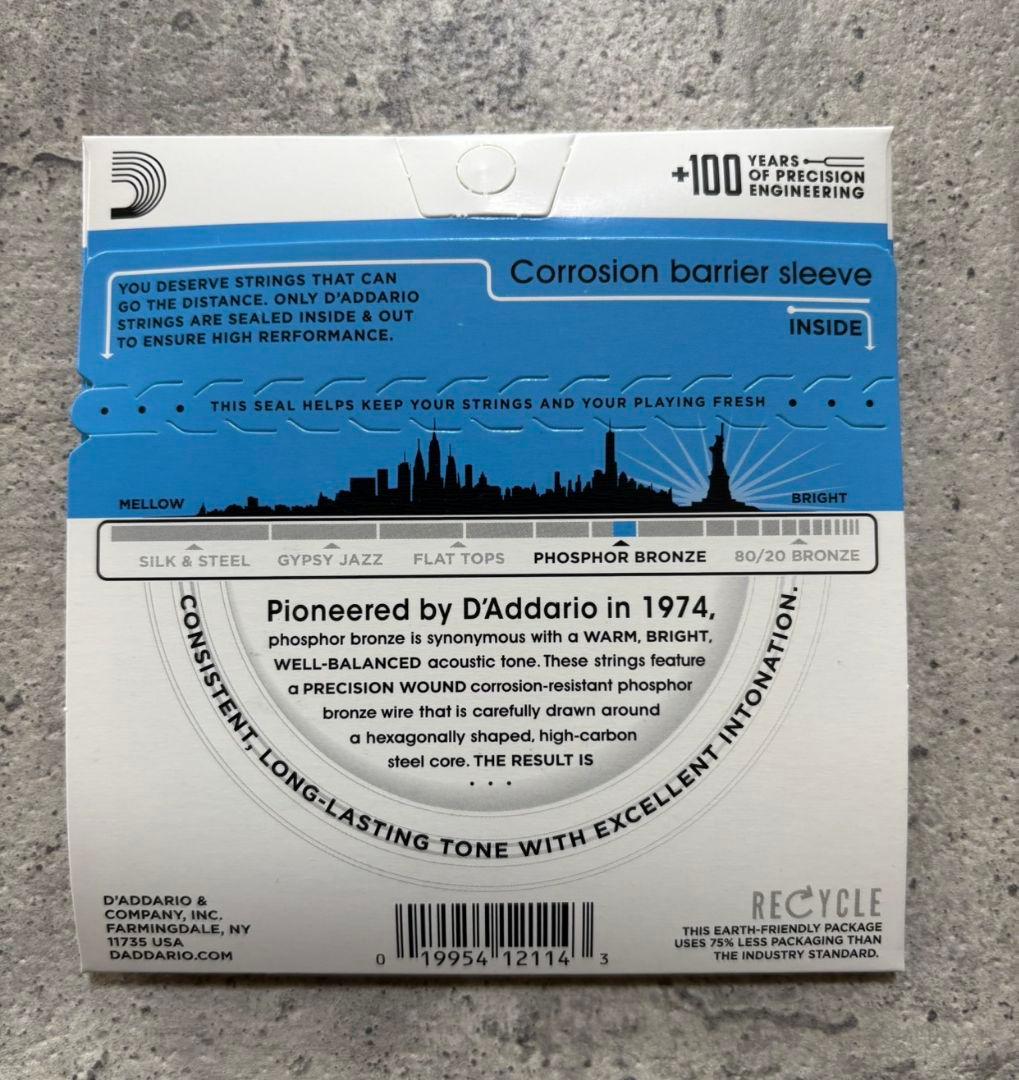 +100 YEARS
OF PRECISION
ENGINEERING
YOU DESERVE STRINGS THAT CAN
GO THE DISTANCE. ONLY D'ADDARIO
STRINGS ARE SEALED INSIDE & OUT
TO ENSURE HIGH RERFORMANCE.
Corrosion barrier sleeve
INSIDE
THIS SEAL HELPS KEEP YOUR STRINGS AND YOUR PLAYING FRESH
MELLOW
BRIGHT
SILK & STEEL GYPSY JAZZ FLAT TOPS PHOSPHOR BRONZE 80/20 BRONZE
Pioneered by D'Addario in 1974,
phosphor bronze is synonymous with a WARM, BRIGHT,
WELL-BALANCED acoustic tone. These strings feature
a PRECISION WOUND corrosion-resistant phosphor
bronze wire that is carefully drawn around
a hexagonally shaped, high-carbon
steel core. THE RESULT IS
. . .
CONSISTENT, LONG-LASTING TONE WITH EXCELLENT INTONATION.
D'ADDARIO &
COMPANY, INC.
FARMINGDALE, NY
11735 USA
DADDARIO.COM
0 19954 12114 3
RECYCLE
THIS EARTH-FRIENDLY PACKAGE
USES 75% LESS PACKAGING THAN
THE INDUSTRY STANDARD.